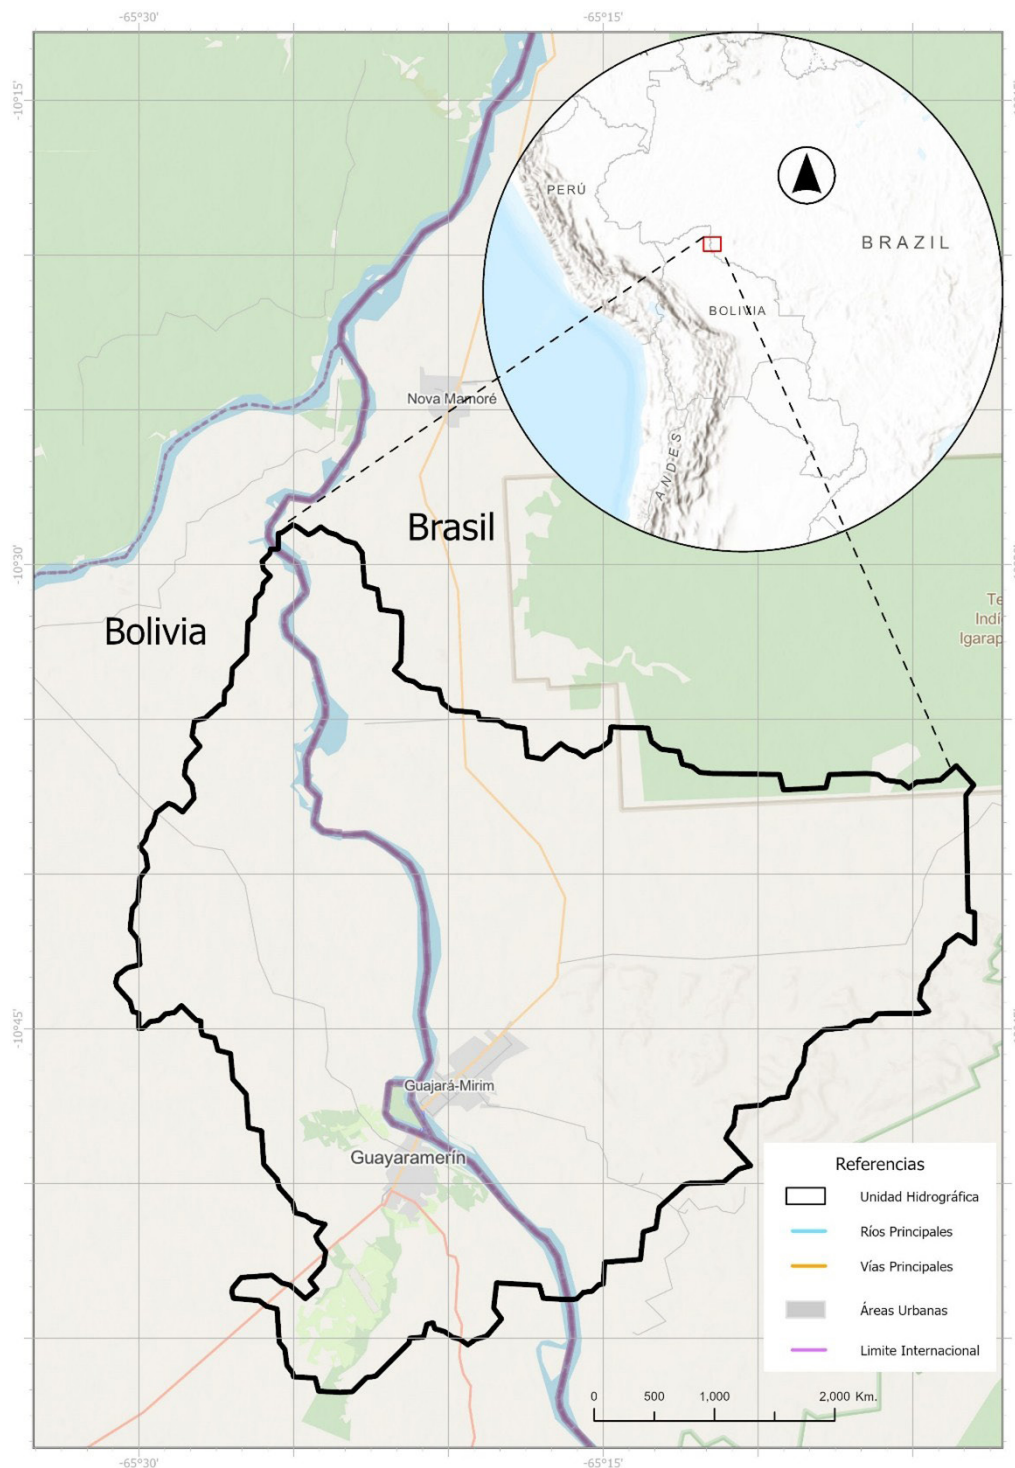 -65°30'
-65°15'
-10°15'
PERÚ
BRAZIL
BOLIVIA
ANDES
Nova Mamoré
Brasil
-10°30'
Bolivia
Te
Indí
Igarap
-10°45'
Guajará-Mirim
Guayaramerín
Referencias
Unidad Hidrográfica
Ríos Principales
Vías Principales
Áreas Urbanas
Limite Internacional
0 500 1,000 2,000 Km.
-65°30'
-65°15'